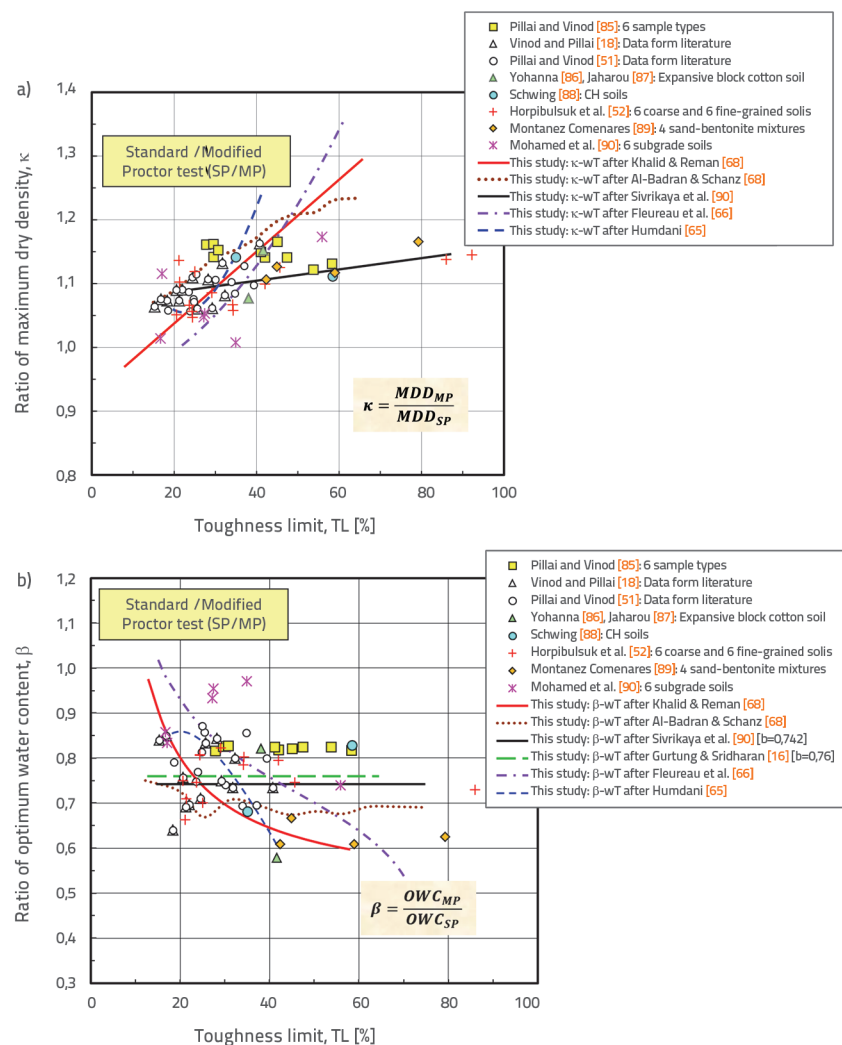 a)
Pillai and Vinod [85]: 6 sample types
Vinod and Pillai [18]: Data form literature
Pillai and Vinod [51]: Data form literature
Yohanna [86], Jaharou [87]: Expansive block cotton soil
Schwing [88]: CH soils
Horpibulsuk et al. [52]: 6 coarse and 6 fine-grained solis
Montanez Comenares [89]: 4 sand-bentonite mixtures
Mohamed et al. [90]: 6 subgrade soils
This study: κ-wT after Khalid & Reman [68]
This study: κ-wT after Al-Badran & Schanz [68]
This study: κ-wT after Sivrikaya et al. [90]
This study: κ-wT after Fleureau et al. [66]
This study: κ-wT after Humdani [65]
Standard /Modified
Proctor test (SP/MP)
Ratio of maximum dry density, κ
1,4
1,3
1,2
1,1
1,0
0,9
0,8
κ = MDD_MP / MDD_SP
0
20
40
60
80
100
Toughness limit, TL [%]
b)
Pillai and Vinod [85]: 6 sample types
Vinod and Pillai [18]: Data form literature
Pillai and Vinod [51]: Data form literature
Yohanna [86], Jaharou [87]: Expansive block cotton soil
Schwing [88]: CH soils
Horpibulsuk et al. [52]: 6 coarse and 6 fine-grained solis
Montanez Comenares [89]: 4 sand-bentonite mixtures
Mohamed et al. [90]: 6 subgrade soils
This study: β-wT after Khalid & Reman [68]
This study: β-wT after Al-Badran & Schanz [68]
This study: β-wT after Sivrikaya et al. [90] [b=0,742]
This study: β-wT after Gurtung & Sridharan [16] [b=0,76]
This study: β-wT after Fleureau et al. [66]
This study: β-wT after Humdani [65]
Standard /Modified
Proctor test (SP/MP)
Ratio of optimum water content, β
1,2
1,1
1,0
0,9
0,8
0,7
0,6
0,5
0,4
0,3
β = OWC_MP / OWC_SP
0
20
40
60
80
100
Toughness limit, TL [%]